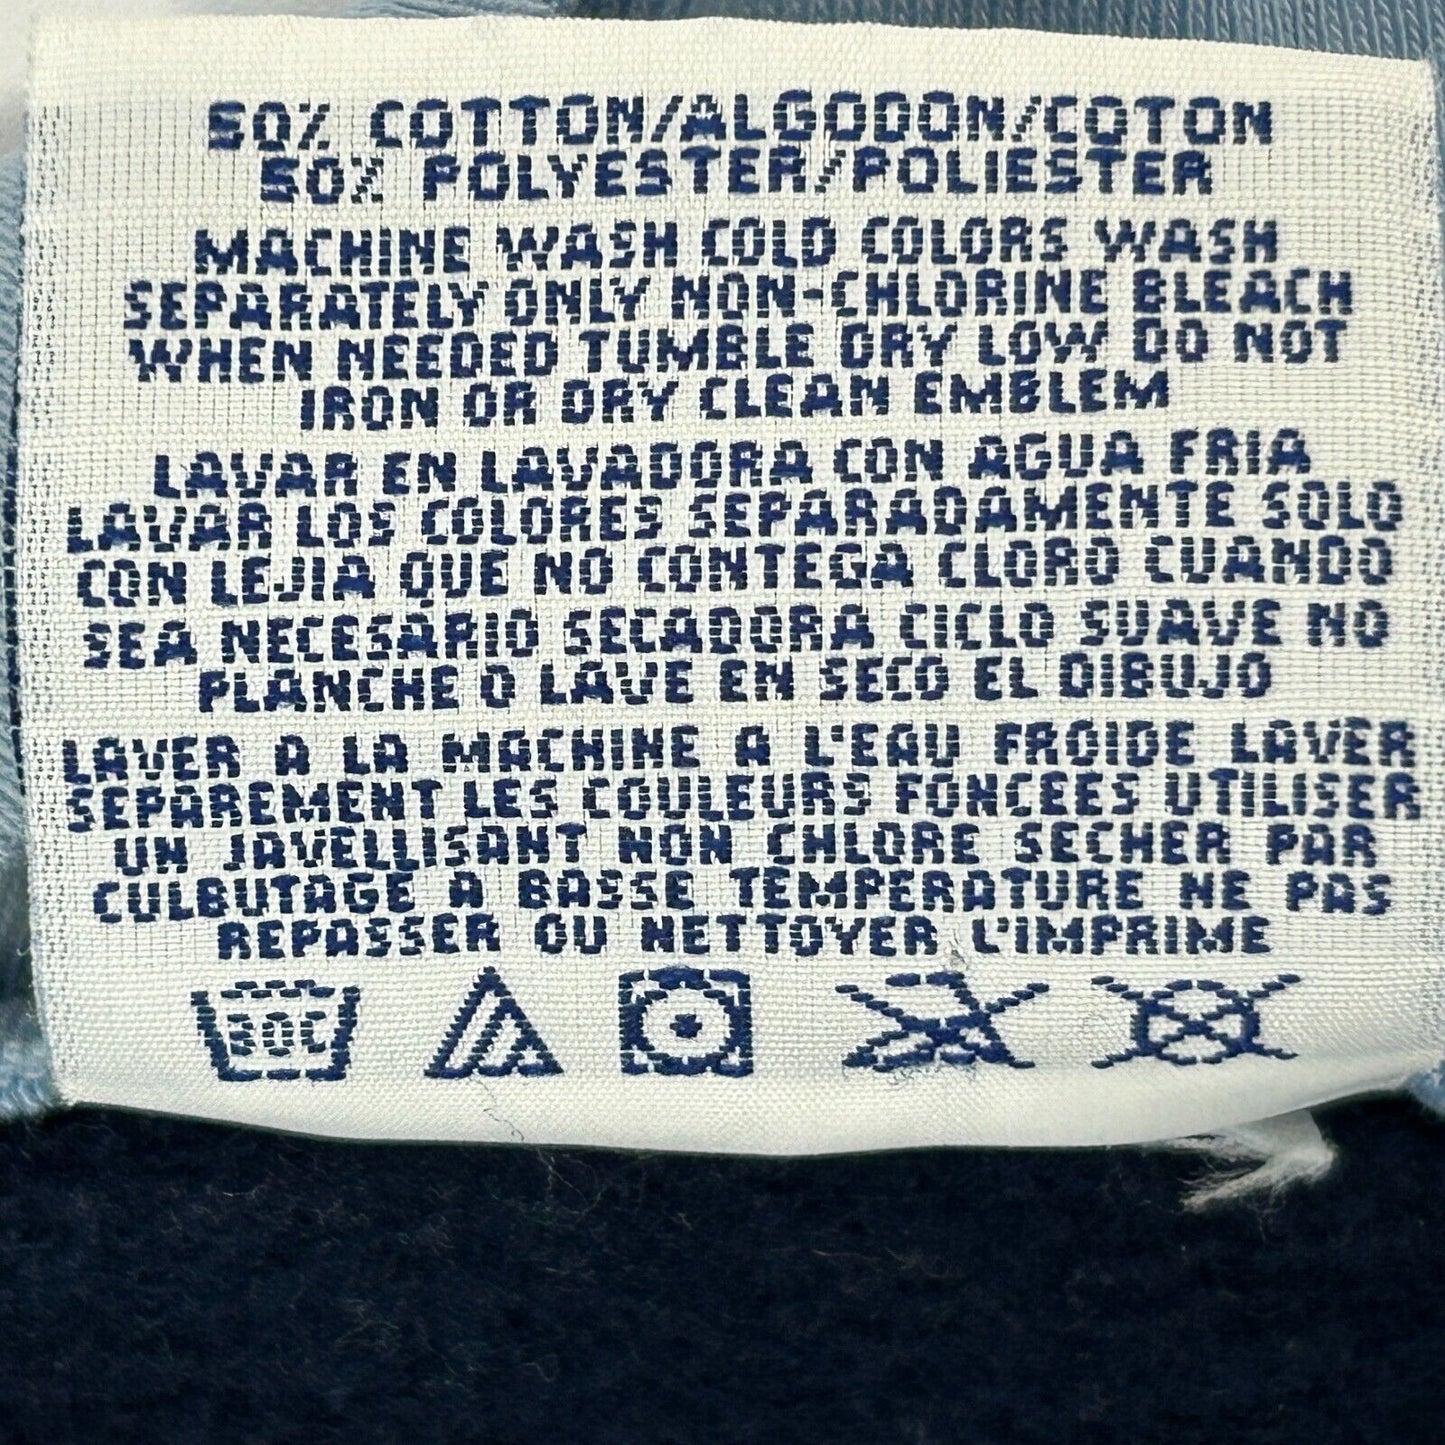 50% COTTON/ALGODON/COTON
50% POLYESTER/POLIESTER
MACHINE WASH COLD COLORS WASH
SEPARATELY ONLY NON-CHLORINE BLEACH
WHEN NEEDED TUMBLE DRY LOW DO NOT
IRON OR DRY CLEAN EMBLEM
LAVAR EN LAVADORA CON AGUA FRIA
LAVAR LOS COLORES SEPARADAMENTE SOLO
CON LEJIA QUE NO CONTEGA CLORO CUANDO
SEA NECESARIO SECADORA CICLO SUAVE NO
PLANCHE O LAVE EN SECO EL DIBUJO
LAVER A LA MACHINE A L'EAU FROIDE LAVER
SEPAREMENT LES COULEURS FONCEES UTILISER
UN JAVELLISANT NON CHLORE SECHER PAR
CULBUTAGE A BASSE TEMPERATURE NE PAS
REPASSER OU NETTOYER L'IMPRIME
30C